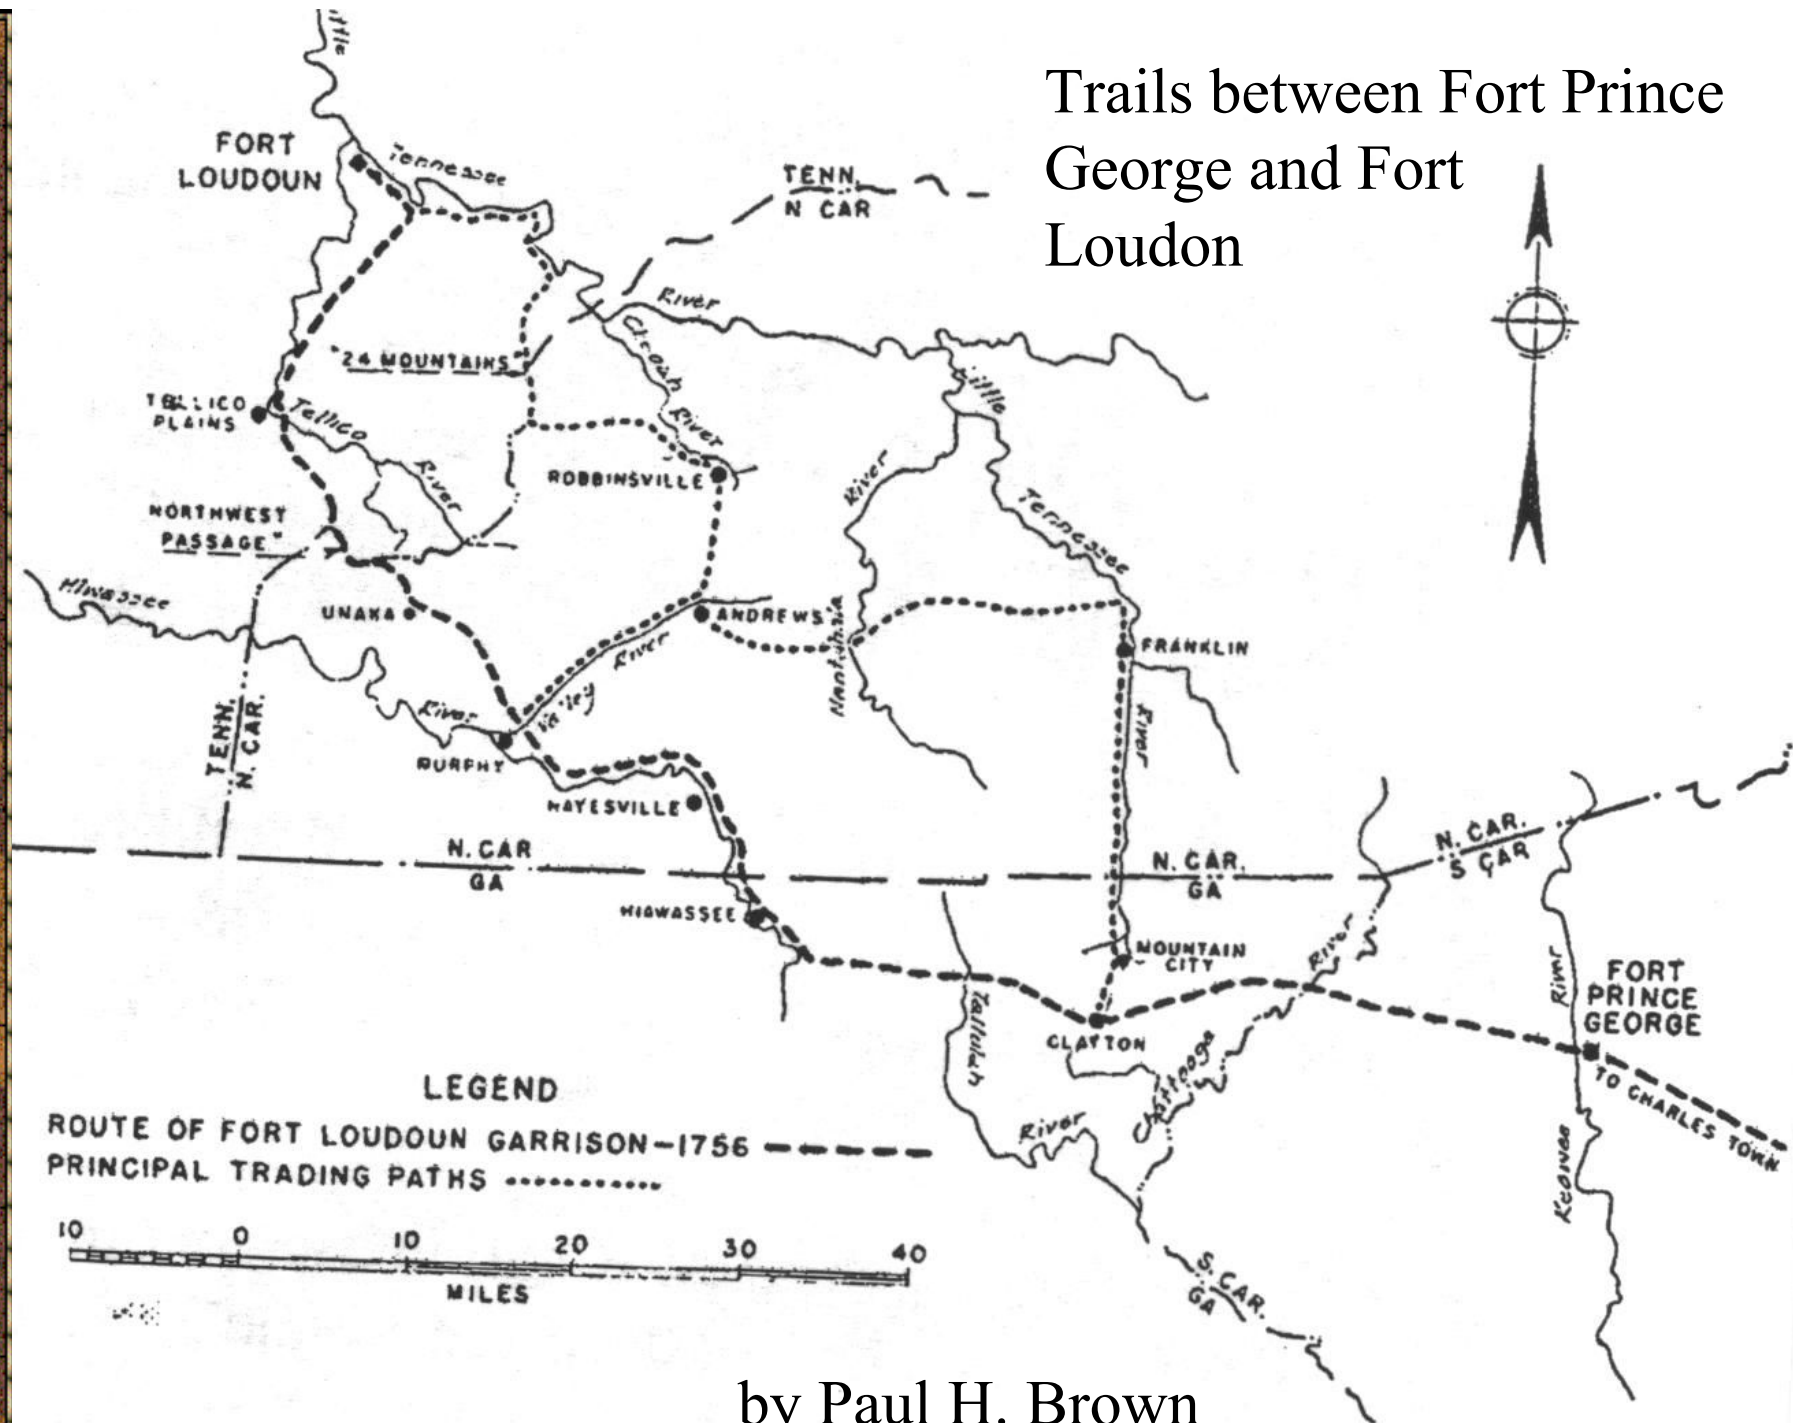 Trails between Fort Prince
George and Fort
Loudon
Little
FORT
LOUDOUN
Tennessee
TENN.
N CAR
River
"24 MOUNTAINS"
Cheoah
River
Little
TELLICO
PLAINS
Tellico
River
ROBBINSVILLE
River
NORTHWEST
PASSAGE"
Tennessee
Hiwassee
UNAKA
ANDREWS
Nantahala
FRANKLIN
River
River
TENN.
N. CAR.
River
Valley
MURPHY
HAYESVILLE
N. CAR
GA
N. CAR.
GA
N. CAR.
S CAR
HIAWASSEE
MOUNTAIN
CITY
River
River
FORT
PRINCE
GEORGE
Tallulah
CLAYTON
Chattooga
TO CHARLES TOWN
LEGEND
ROUTE OF FORT LOUDOUN GARRISON-1756
PRINCIPAL TRADING PATHS
River
Keowee
10 0 10 20 30 40
MILES
S. CAR.
GA
by Paul H. Brown